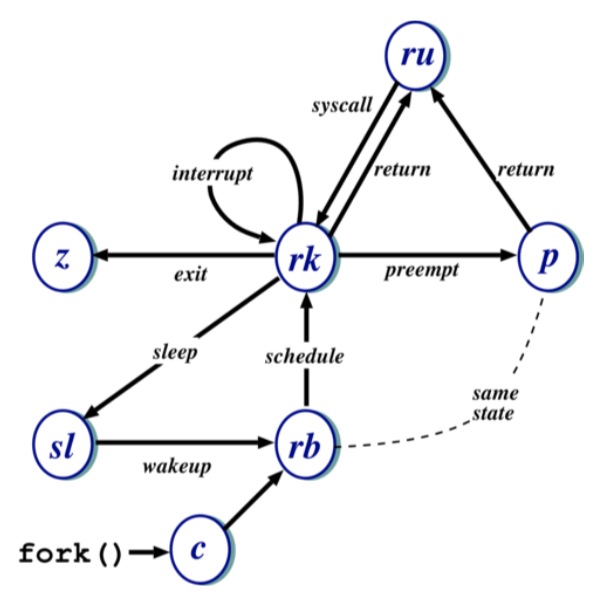 ru
syscall
interrupt
return
return
z
rk
p
exit
preempt
sleep
schedule
same
state
sl
rb
wakeup
fork()
c